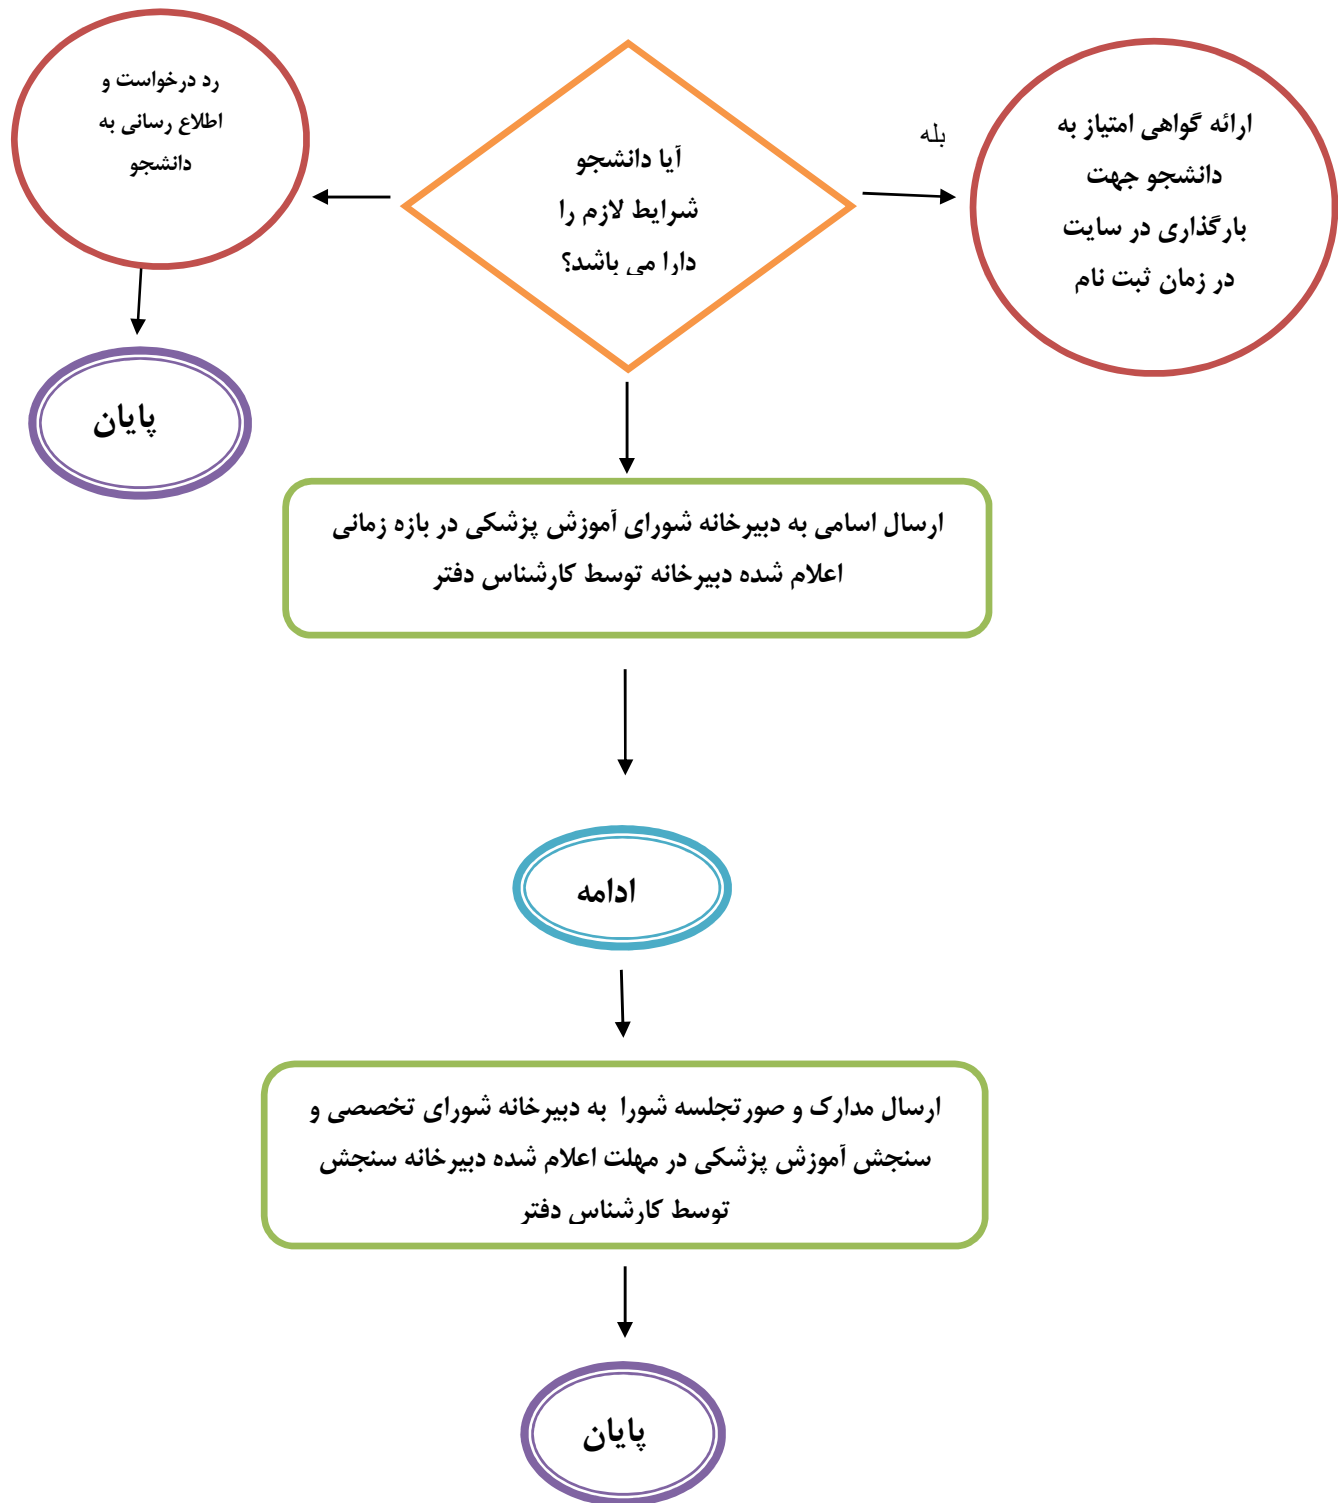 ارائه گواهی امتیاز به
دانشجو جهت
بارگذاری در سایت
در زمان ثبت نام
بله
آیا دانشجو
شرایط لازم را
دارا می باشد؟
رد درخواست و
اطلاع رسانی به
دانشجو
پایان
ارسال اسامی به دبیرخانه شورای آموزش پزشکی در بازه زمانی
اعلام شده دبیرخانه توسط کارشناس دفتر
ادامه
ارسال مدارک و صورتجلسه شورا به دبیرخانه شورای تخصصی و
سنجش آموزش پزشکی در مهلت اعلام شده دبیرخانه سنجش
توسط کارشناس دفتر
پایان